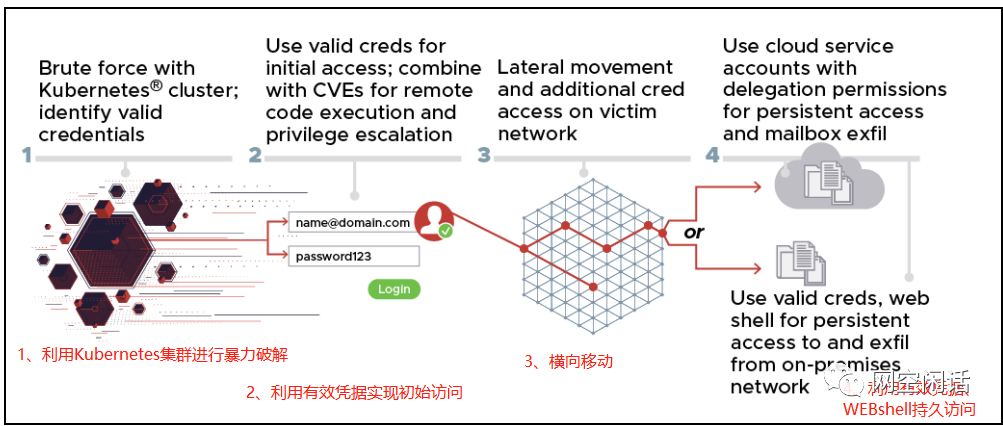 Brute force with
Kubernetes® cluster;
identify valid
credentials
1
Use valid creds for
initial access; combine
with CVEs for remote
code execution and
privilege escalation
2
Lateral movement
and additional cred
access on victim
network
3
Use cloud service
accounts with
delegation permissions
for persistent access
and mailbox exfil
4
name@domain.com
password123
Login
or
Use valid creds, web
shell for persistent
access to and exfil
from on-premises
network
1、利用Kubernetes集群进行暴力破解
2、利用有效凭据实现初始访问
3、横向移动
网空闲话
利用有效凭据、
WEBshell持久访问